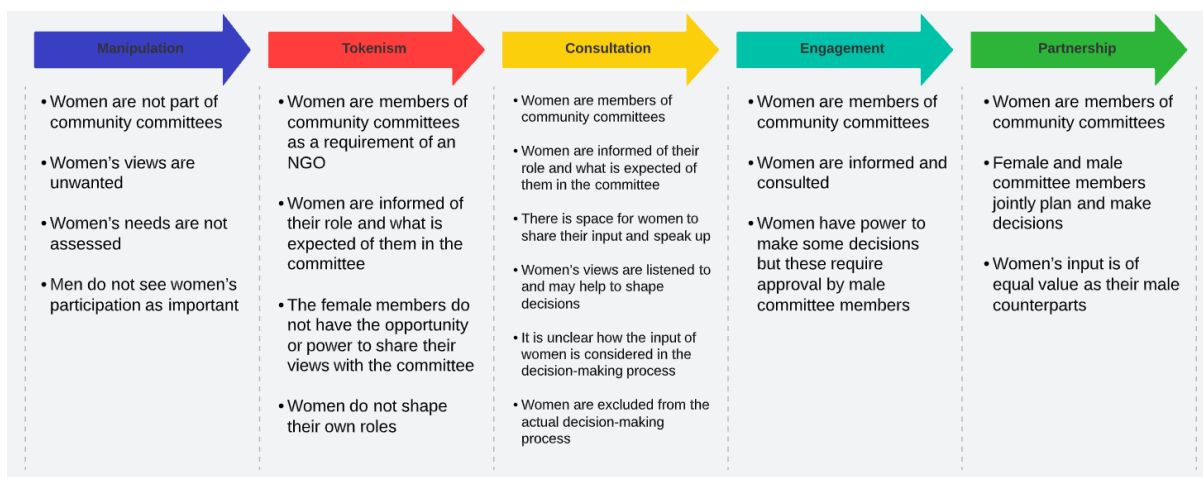 Manipulation
• Women are not part of
community committees
• Women’s views are
unwanted
• Women’s needs are not
assessed
• Men do not see women’s
participation as important
Tokenism
• Women are members of
community committees
as a requirement of an
NGO
• Women are informed of
their role and what is
expected of them in the
committee
• The female members do
not have the opportunity
or power to share their
views with the committee
• Women do not shape
their own roles
Consultation
• Women are members of
community committees
• Women are informed of their
role and what is expected of
them in the committee
• There is space for women to
share their input and speak up
• Women’s views are listened to
and may help to shape
decisions
• It is unclear how the input of
women is considered in the
decision-making process
• Women are excluded from the
actual decision-making
process
Engagement
• Women are members of
community committees
• Women are informed and
consulted
• Women have power to
make some decisions
but these require
approval by male
committee members
Partnership
• Women are members of
community committees
• Female and male
committee members
jointly plan and make
decisions
• Women’s input is of
equal value as their male
counterparts